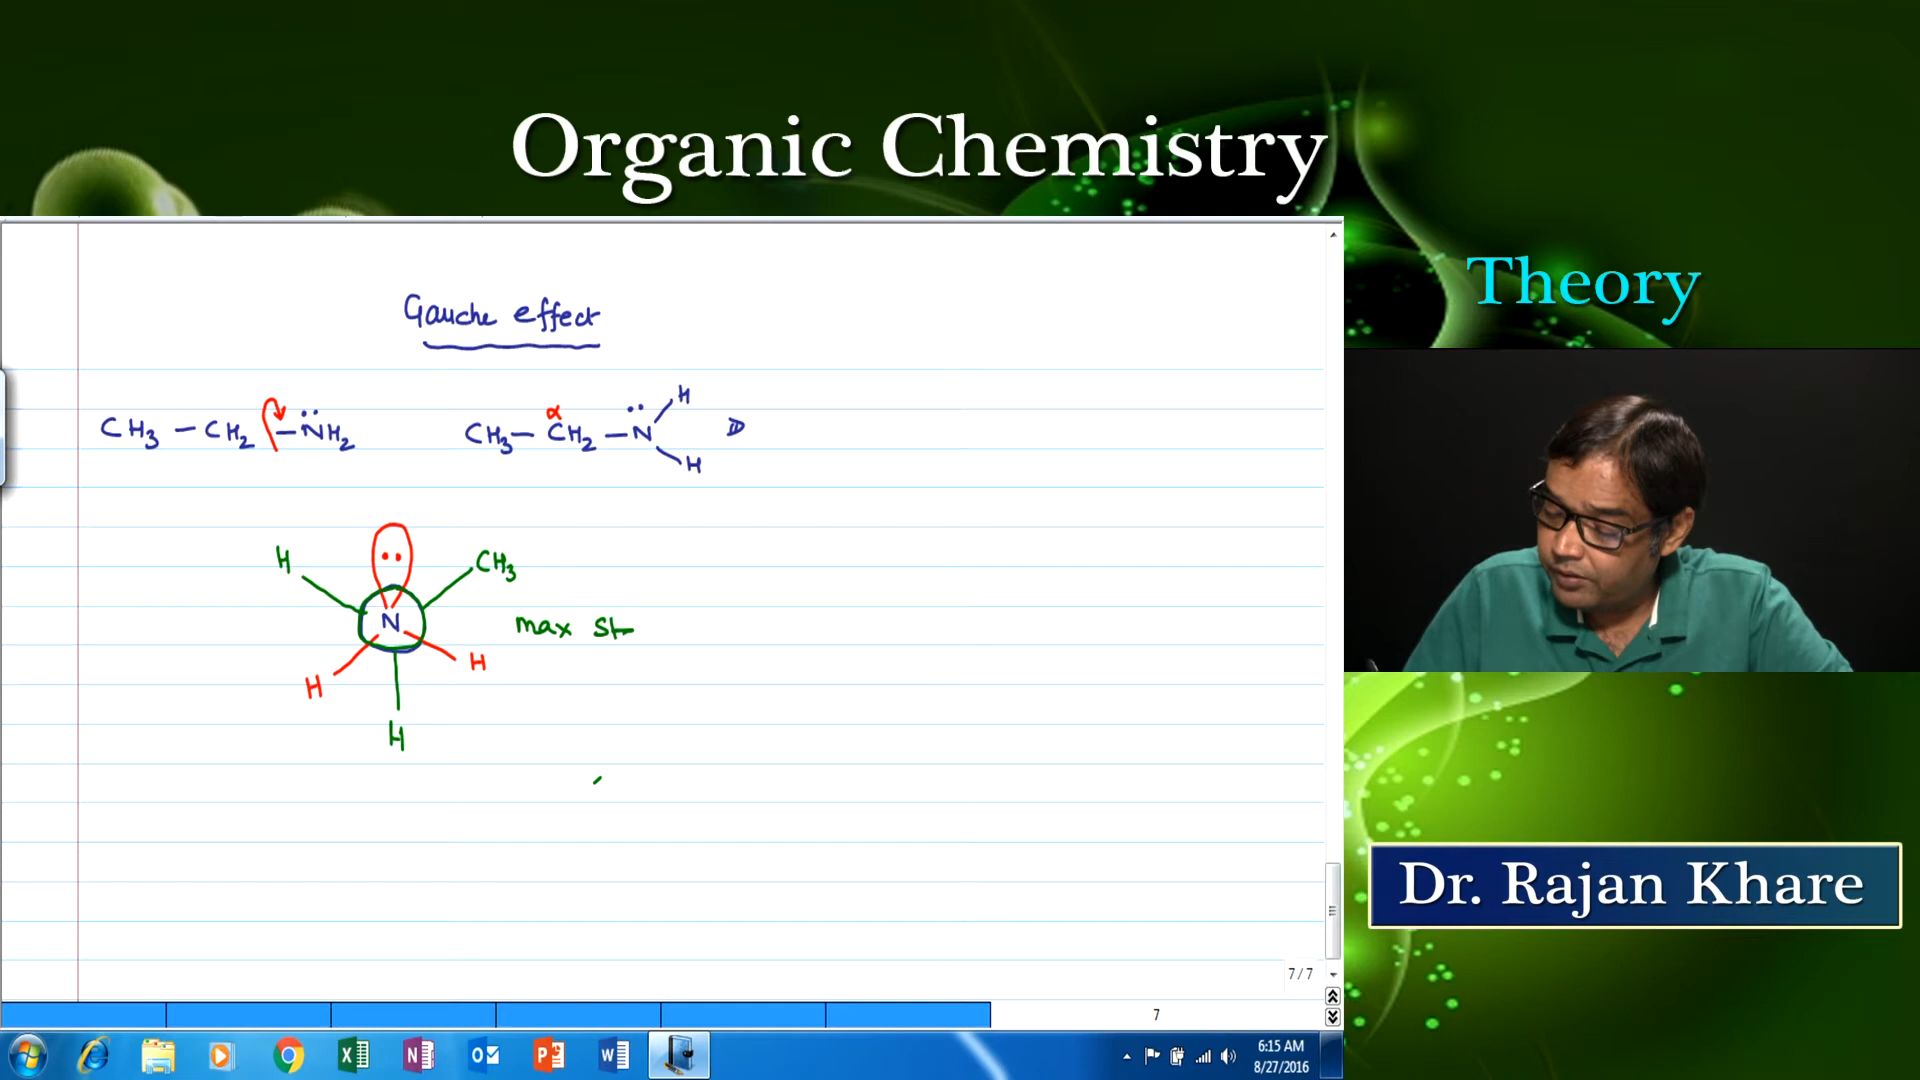 Organic Chemistry
Theory
Gauche effect
CH₃ – CH₂ – N̈H₂
α
CH₃ – CH₂ – N̈
H
H
H
CH₃
N
max St
H
H
H
Dr. Rajan Khare
7/7
7
6:15 AM
8/27/2016